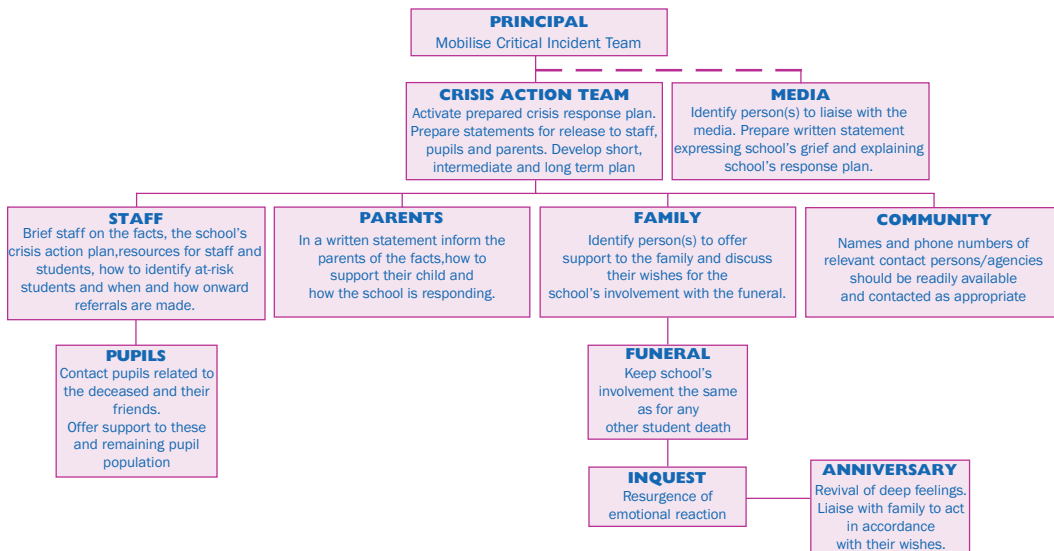 PRINCIPAL
Mobilise Critical Incident Team
CRISIS ACTION TEAM
Activate prepared crisis response plan.
Prepare statements for release to staff,
pupils and parents. Develop short,
intermediate and long term plan
MEDIA
Identify person(s) to liaise with the
media. Prepare written statement
expressing school's grief and explaining
school's response plan.
STAFF
Brief staff on the facts, the school's
crisis action plan,resources for staff and
students, how to identify at-risk
students and when and how onward
referrals are made.
PARENTS
In a written statement inform the
parents of the facts,how to
support their child and
how the school is responding.
FAMILY
Identify person(s) to offer
support to the family and discuss
their wishes for the
school's involvement with the funeral.
COMMUNITY
Names and phone numbers of
relevant contact persons/agencies
should be readily available
and contacted as appropriate
PUPILS
Contact pupils related to
the deceased and their
friends.
Offer support to these
and remaining pupil
population
FUNERAL
Keep school's
involvement the same
as for any
other student death
INQUEST
Resurgence of
emotional reaction
ANNIVERSARY
Revival of deep feelings.
Liaise with family to act
in accordance
with their wishes.